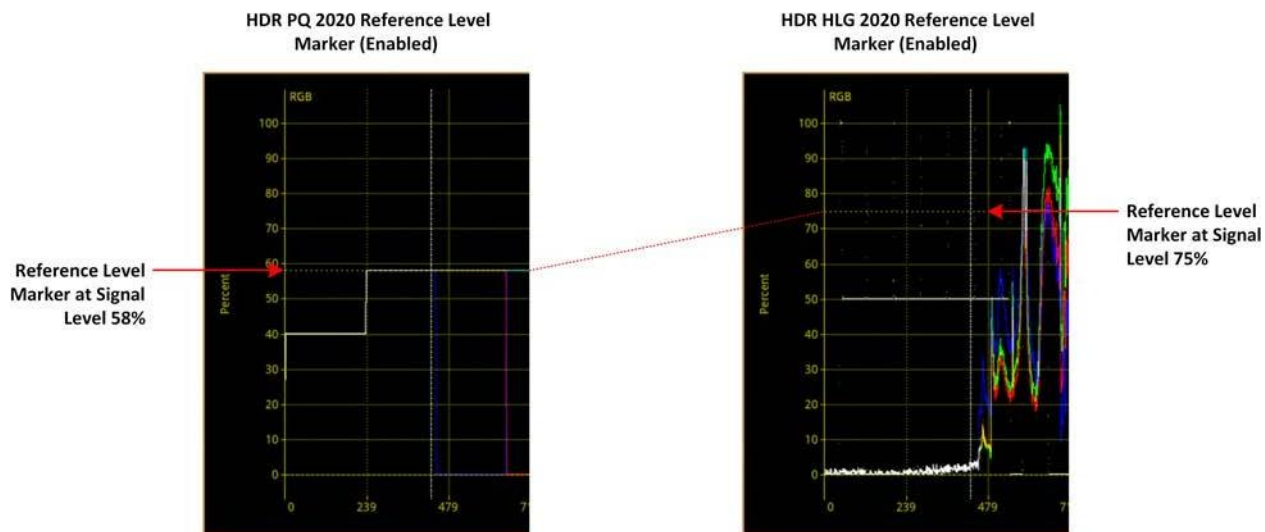 HDR PQ 2020 Reference Level
Marker (Enabled)
HDR HLG 2020 Reference Level
Marker (Enabled)
Reference Level
Marker at Signal
Level 58%
RGB
100
90
80
70
60
50
40
30
20
10
0
Percent
0
239
479
RGB
100
90
80
70
60
50
40
30
20
10
0
Percent
0
239
479
Reference Level
Marker at Signal
Level 75%